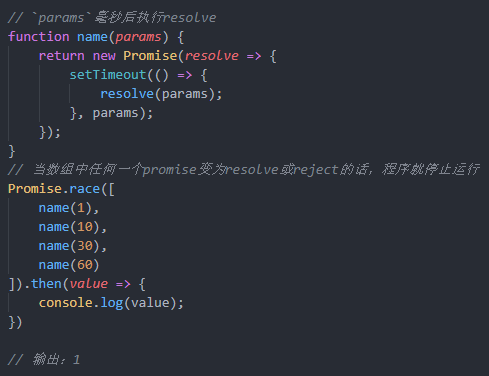 // `params`毫秒后执行resolve
function name(params) {
    return new Promise(resolve => {
        setTimeout(() => {
            resolve(params);
        }, params);
    });
}
// 当数组中任何一个promise变为resolve或reject的话，程序就停止运行
Promise.race([
    name(1),
    name(10),
    name(30),
    name(60)
]).then(value => {
    console.log(value);
})

// 输出：1